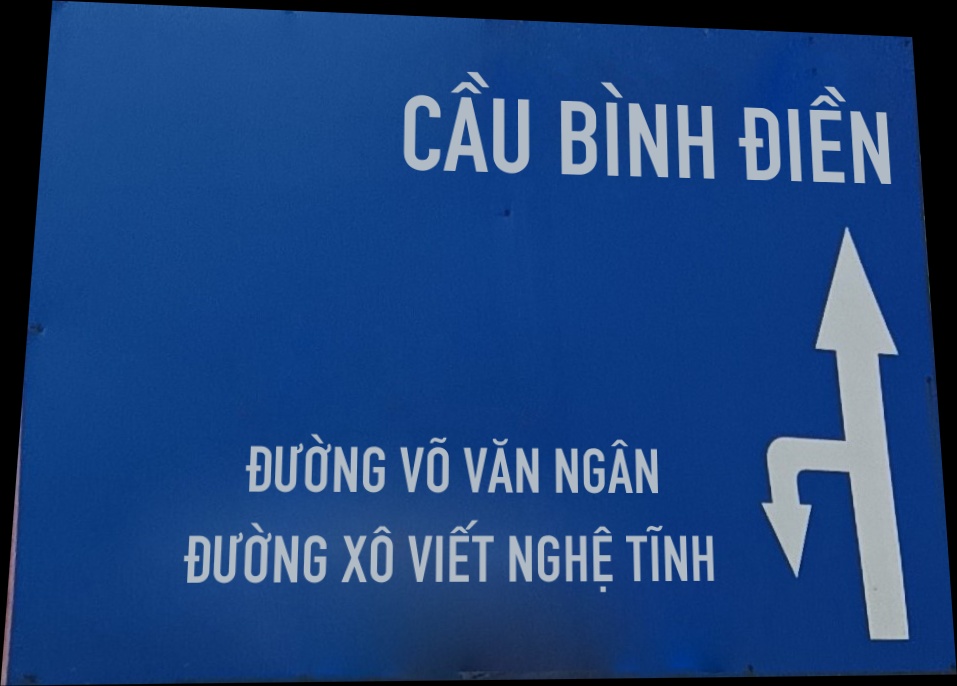 CẦU BÌNH ĐIỀN
ĐƯỜNG VÕ VĂN NGÂN
ĐƯỜNG XÔ VIẾT NGHỆ TĨNH